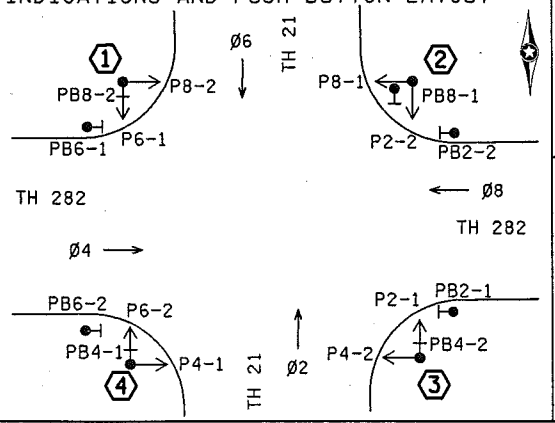 INDICATIONS AND PUSH BUTTON LAYOUT
Ø6
TH 21
1
2
P8-2
P8-1
PB8-2
PB8-1
P6-1
P2-2
PB6-1
PB2-2
TH 282
Ø8
TH 282
Ø4
PB6-2
P6-2
P2-1
PB2-1
PB4-1
P4-1
P4-2
PB4-2
TH 21
Ø2
4
3